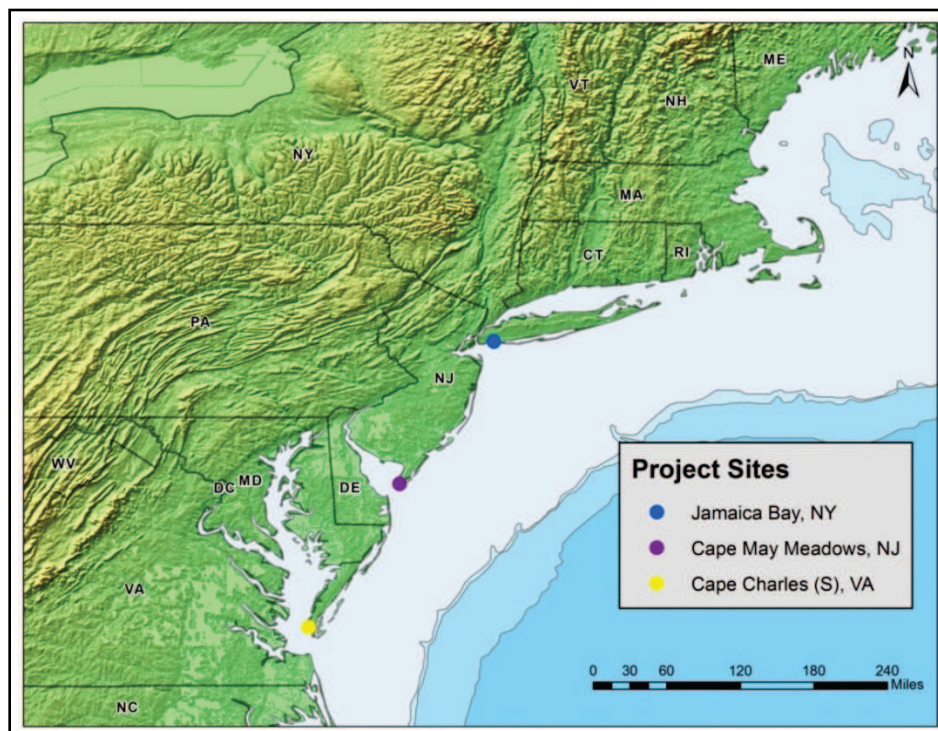 N
ME
VT
NH
NY
MA
CT
RI
PA
NJ
WV
DC
MD
DE
VA
NC
Project Sites
Jamaica Bay, NY
Cape May Meadows, NJ
Cape Charles (S), VA
0 30 60 120 180 240
Miles